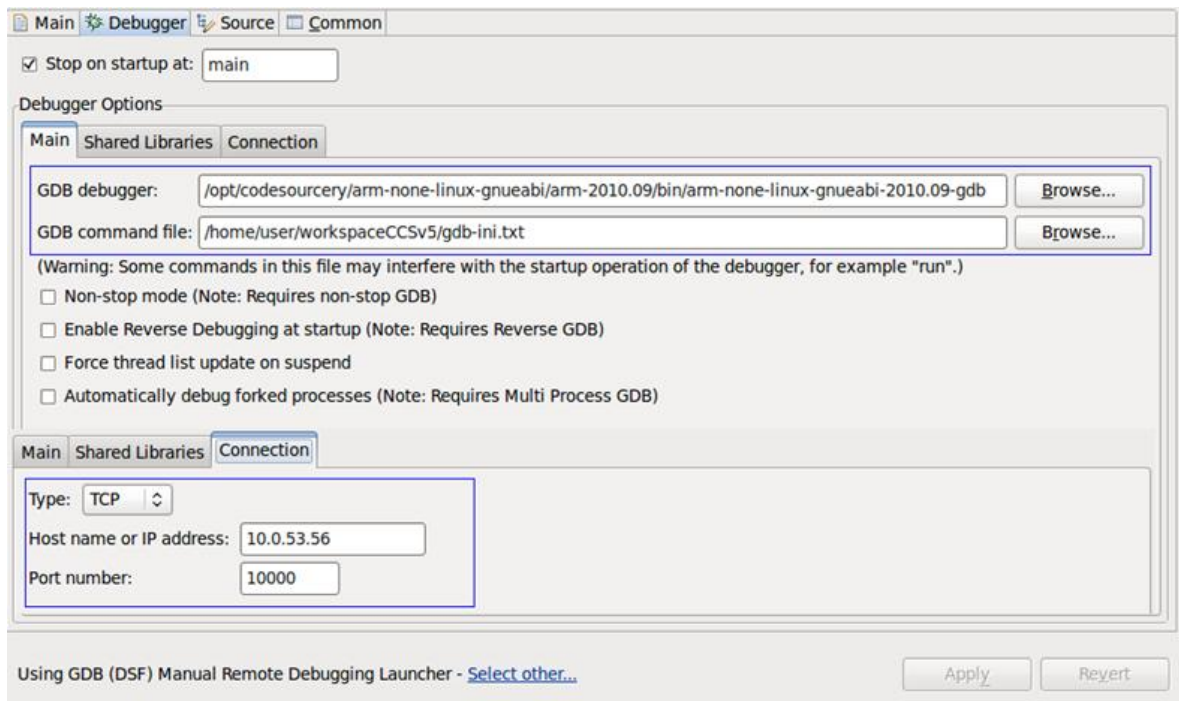 Main Debugger Source Common
Stop on startup at: main
Debugger Options
Main Shared Libraries Connection
GDB debugger: /opt/codesourcery/arm-none-linux-gnueabi/arm-2010.09/bin/arm-none-linux-gnueabi-2010.09-gdb Browse...
GDB command file: /home/user/workspaceCCSv5/gdb-ini.txt Browse...
(Warning: Some commands in this file may interfere with the startup operation of the debugger, for example "run".)
Non-stop mode (Note: Requires non-stop GDB)
Enable Reverse Debugging at startup (Note: Requires Reverse GDB)
Force thread list update on suspend
Automatically debug forked processes (Note: Requires Multi Process GDB)
Main Shared Libraries Connection
Type: TCP
Host name or IP address: 10.0.53.56
Port number: 10000
Using GDB (DSF) Manual Remote Debugging Launcher - Select other... Apply Revert